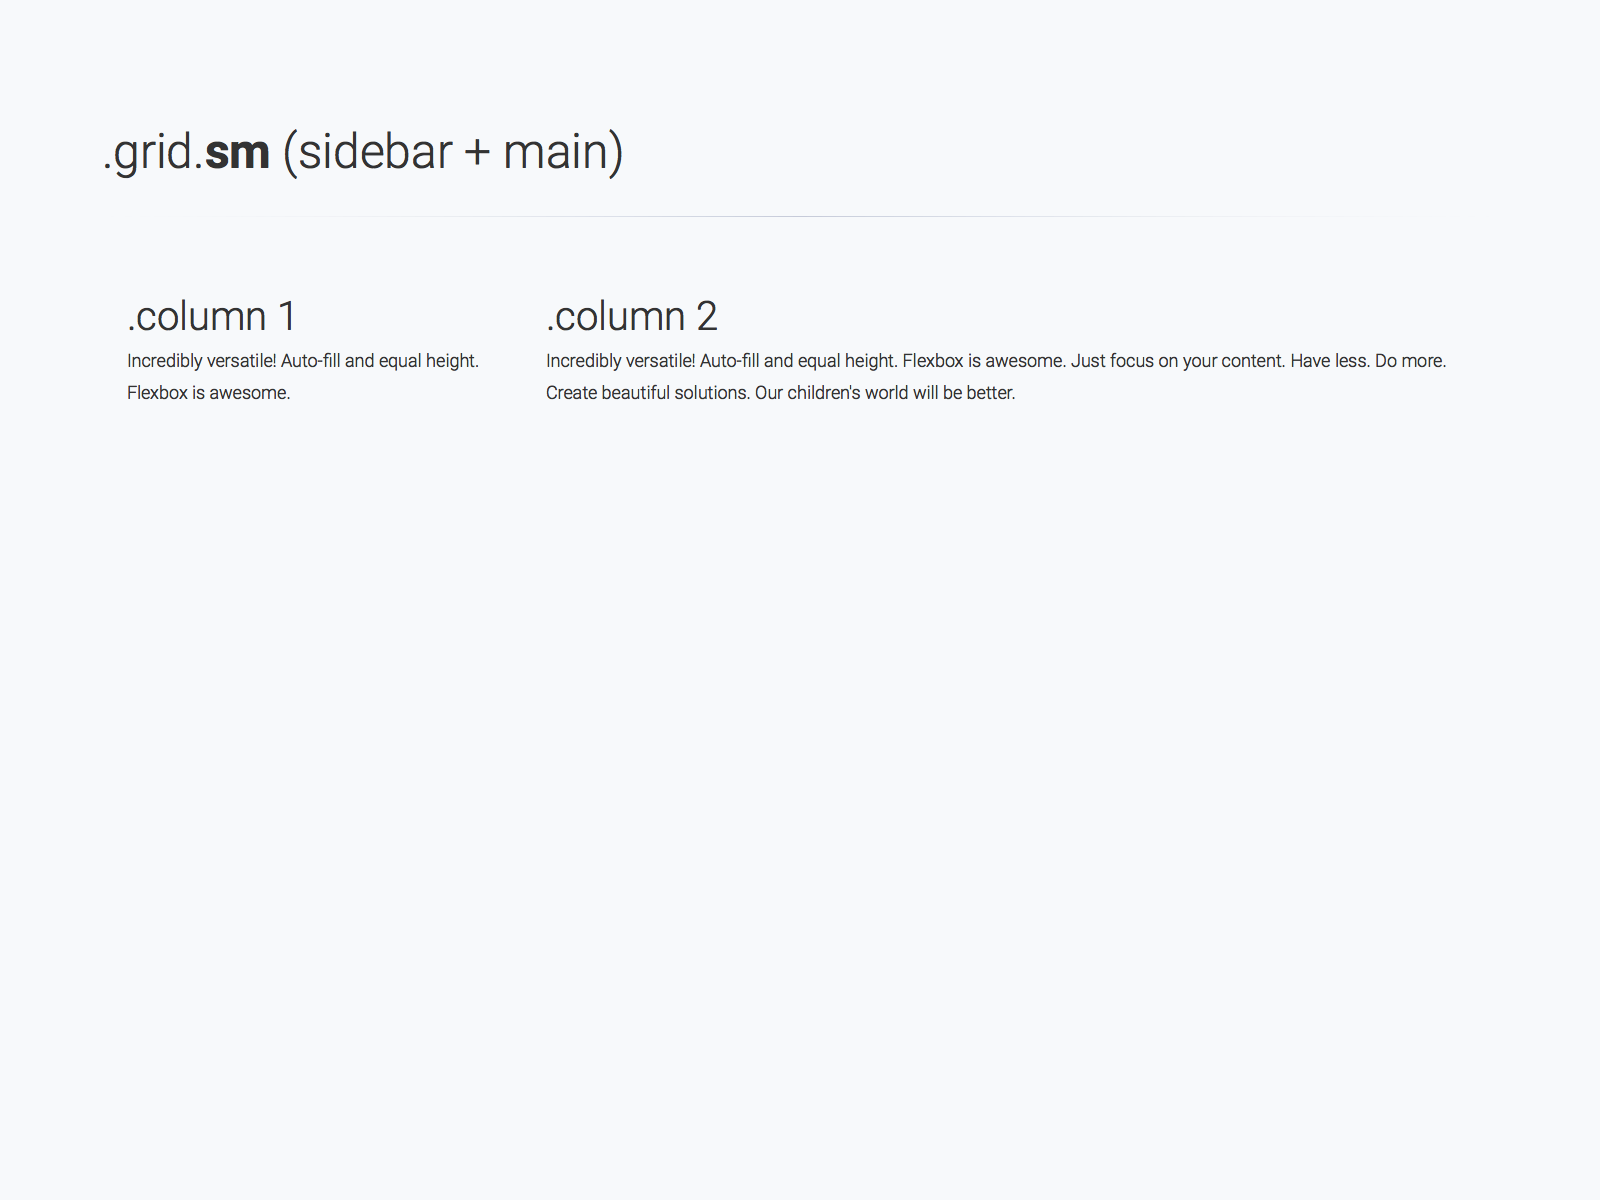 .grid.sm (sidebar + main)
.column 1
Incredibly versatile! Auto-fill and equal height.
Flexbox is awesome.
.column 2
Incredibly versatile! Auto-fill and equal height. Flexbox is awesome. Just focus on your content. Have less. Do more.
Create beautiful solutions. Our children's world will be better.